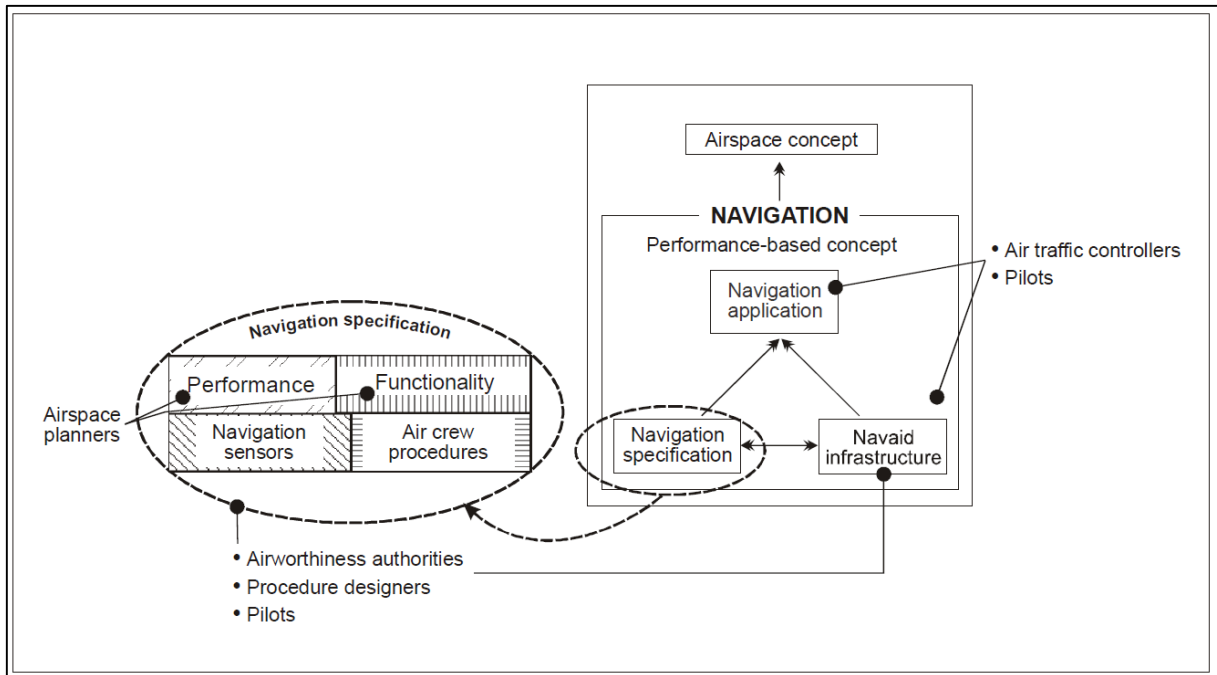 Airspace concept
NAVIGATION
Performance-based concept
Navigation
application
• Air traffic controllers
• Pilots
Navigation specification
Performance
Functionality
Airspace
planners
Navigation
sensors
Air crew
procedures
Navigation
specification
Navaid
infrastructure
• Airworthiness authorities
• Procedure designers
• Pilots